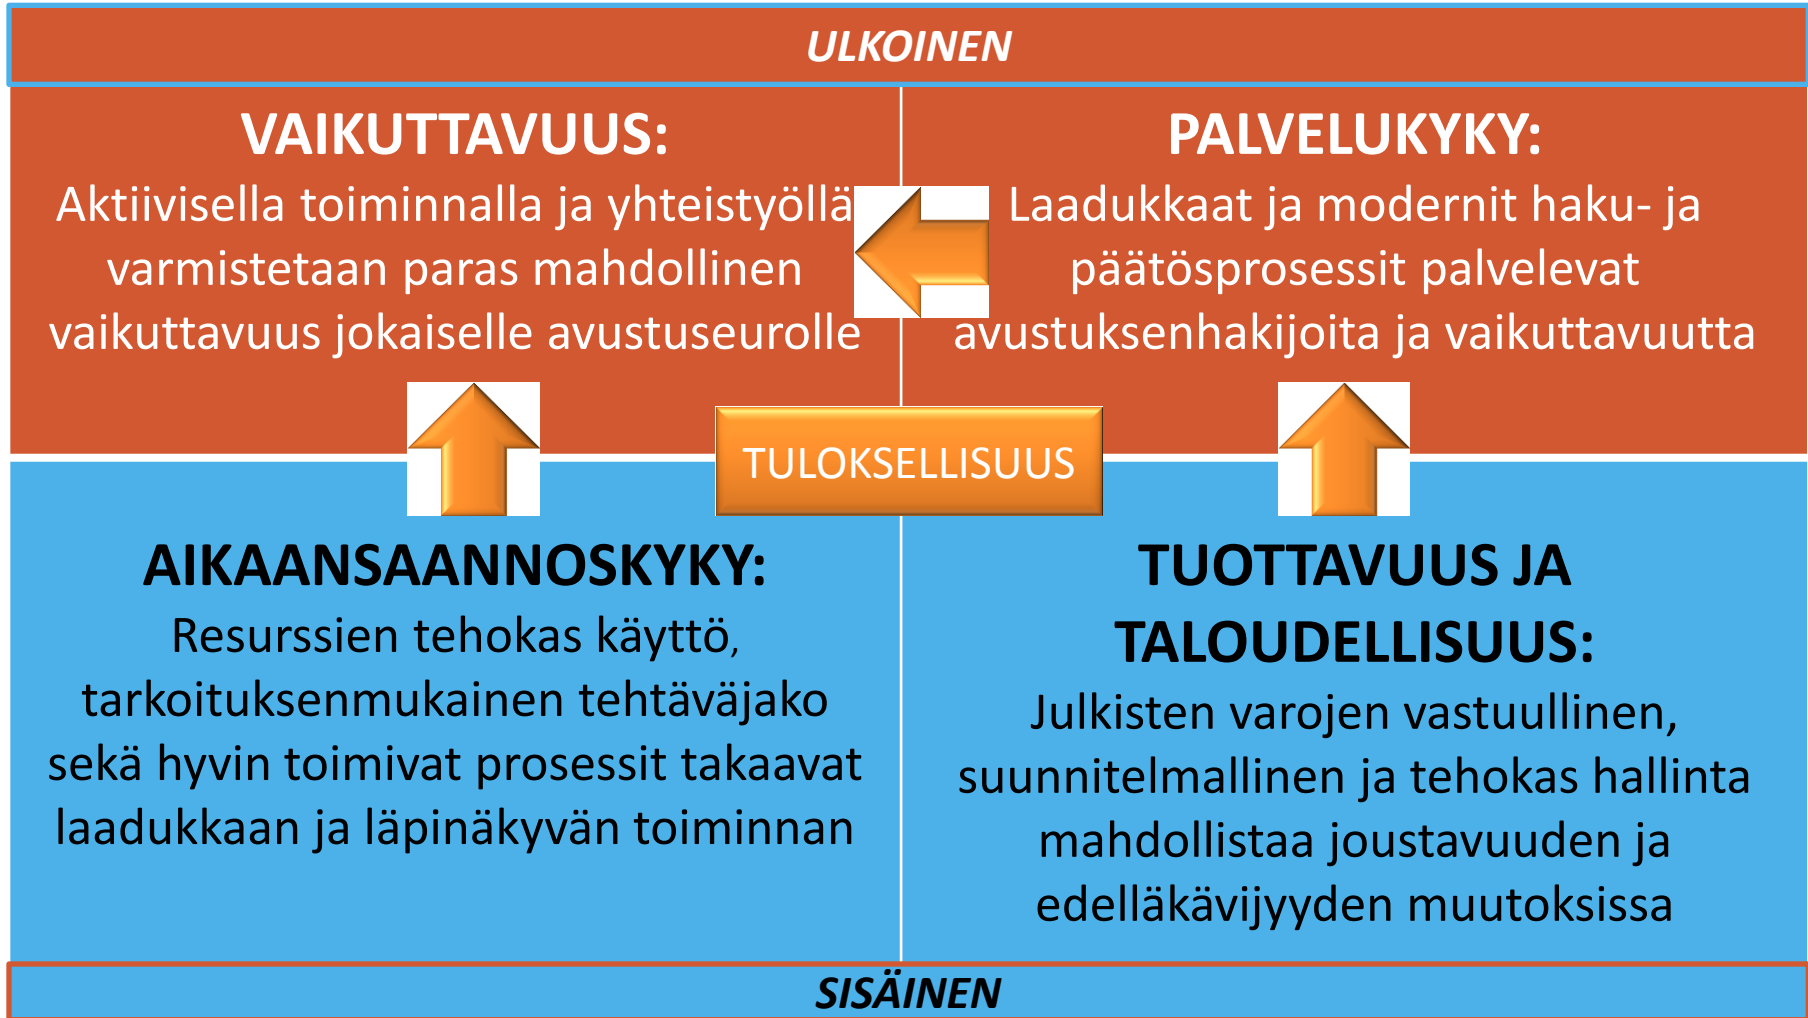 ULKOINEN
VAIKUTTAVUUS:
Aktiivisella toiminnalla ja yhteistyöllä
varmistetaan paras mahdollinen
vaikuttavuus jokaiselle avustuseurolle
PALVELUKYKY:
Laadukkaat ja modernit haku- ja
päätösprosessit palvelevat
avustuksenhakijoita ja vaikuttavuutta
TULOKSELLISUUS
AIKAANSAANNOSKYKY:
Resurssien tehokas käyttö,
tarkoituksenmukainen tehtäväjako
sekä hyvin toimivat prosessit takaavat
laadukkaan ja läpinäkyvän toiminnan
TUOTTAVUUS JA
TALOUDELLISUUS:
Julkisten varojen vastuullinen,
suunnitelmallinen ja tehokas hallinta
mahdollistaa joustavuuden ja
edelläkävijyyden muutoksissa
SISÄINEN